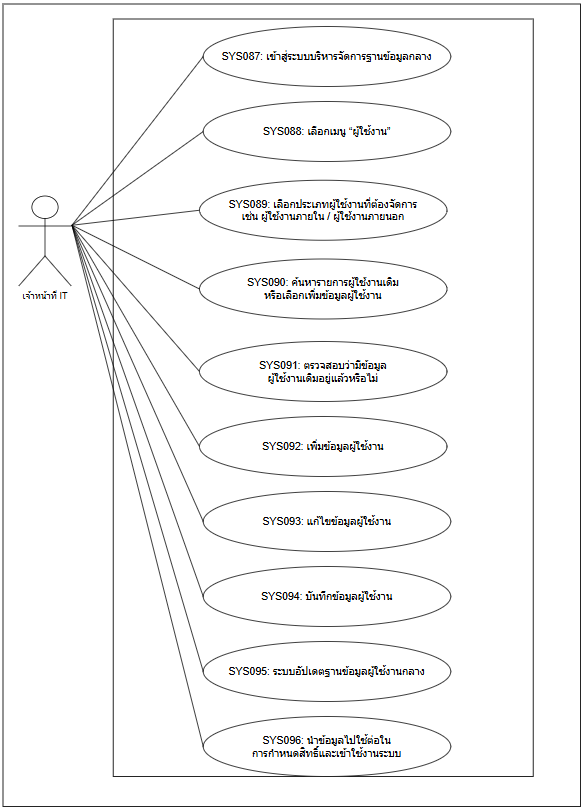 SYS087: เข้าสู่ระบบบริหารจัดการฐานข้อมูลกลาง
SYS088: เลือกเมนู “ผู้ใช้งาน”
SYS089: เลือกประเภทผู้ใช้งานที่ต้องจัดการ
เช่น ผู้ใช้งานภายใน / ผู้ใช้งานภายนอก
เจ้าหน้าที่ IT
SYS090: ค้นหารายการผู้ใช้งานเดิม
หรือเลือกเพิ่มข้อมูลผู้ใช้งาน
SYS091: ตรวจสอบว่ามีข้อมูล
ผู้ใช้งานเดิมอยู่แล้วหรือไม่
SYS092: เพิ่มข้อมูลผู้ใช้งาน
SYS093: แก้ไขข้อมูลผู้ใช้งาน
SYS094: บันทึกข้อมูลผู้ใช้งาน
SYS095: ระบบอัปเดตฐานข้อมูลผู้ใช้งานกลาง
SYS096: นำข้อมูลไปใช้ต่อใน
การกำหนดสิทธิ์และเข้าใช้งานระบบ